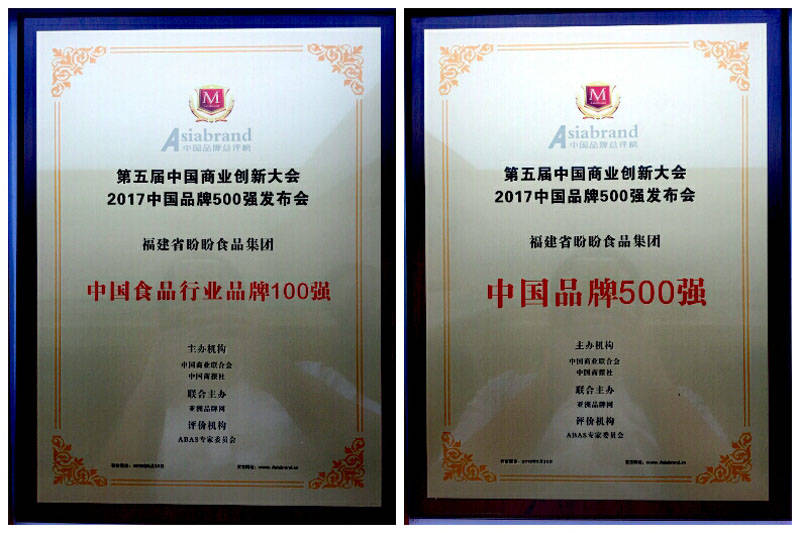 M
Asiabrand
中国品牌总评榜
第五届中国商业创新大会
2017中国品牌500强发布会
福建省盼盼食品集团
中国食品行业品牌100强
主办机构
中国商业联合会
中国商报社
联合主办
亚洲品牌网
评价机构
ABAS专家委员会
M
Asiabrand
中国品牌总评榜
第五届中国商业创新大会
2017中国品牌500强发布会
福建省盼盼食品集团
中国品牌500强
主办机构
中国商业联合会
中国商报社
联合主办
亚洲品牌网
评价机构
ABAS专家委员会